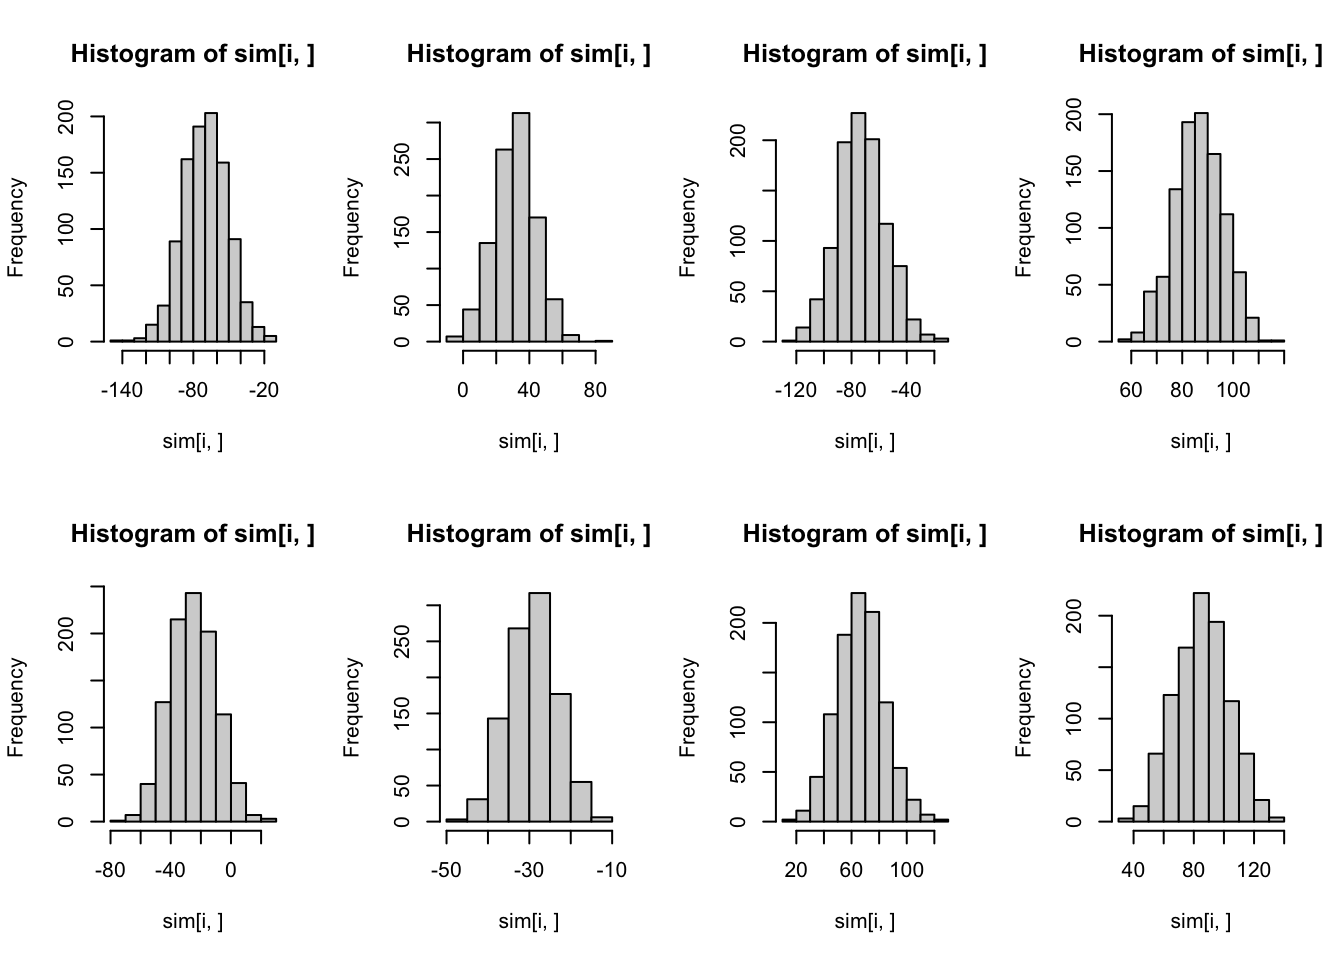 Histogram of sim[i, ]
Frequency
0 50 100 150 200
-140 -80 -20
sim[i, ]
Histogram of sim[i, ]
Frequency
0 50 150 250
0 40 80
sim[i, ]
Histogram of sim[i, ]
Frequency
0 50 100 200
-120 -80 -40
sim[i, ]
Histogram of sim[i, ]
Frequency
0 50 100 150 200
60 80 100
sim[i, ]
Histogram of sim[i, ]
Frequency
0 50 100 200
-80 -40 0
sim[i, ]
Histogram of sim[i, ]
Frequency
0 50 150 250
-50 -30 -10
sim[i, ]
Histogram of sim[i, ]
Frequency
0 50 100 200
20 60 100
sim[i, ]
Histogram of sim[i, ]
Frequency
0 50 100 200
40 80 120
sim[i, ]